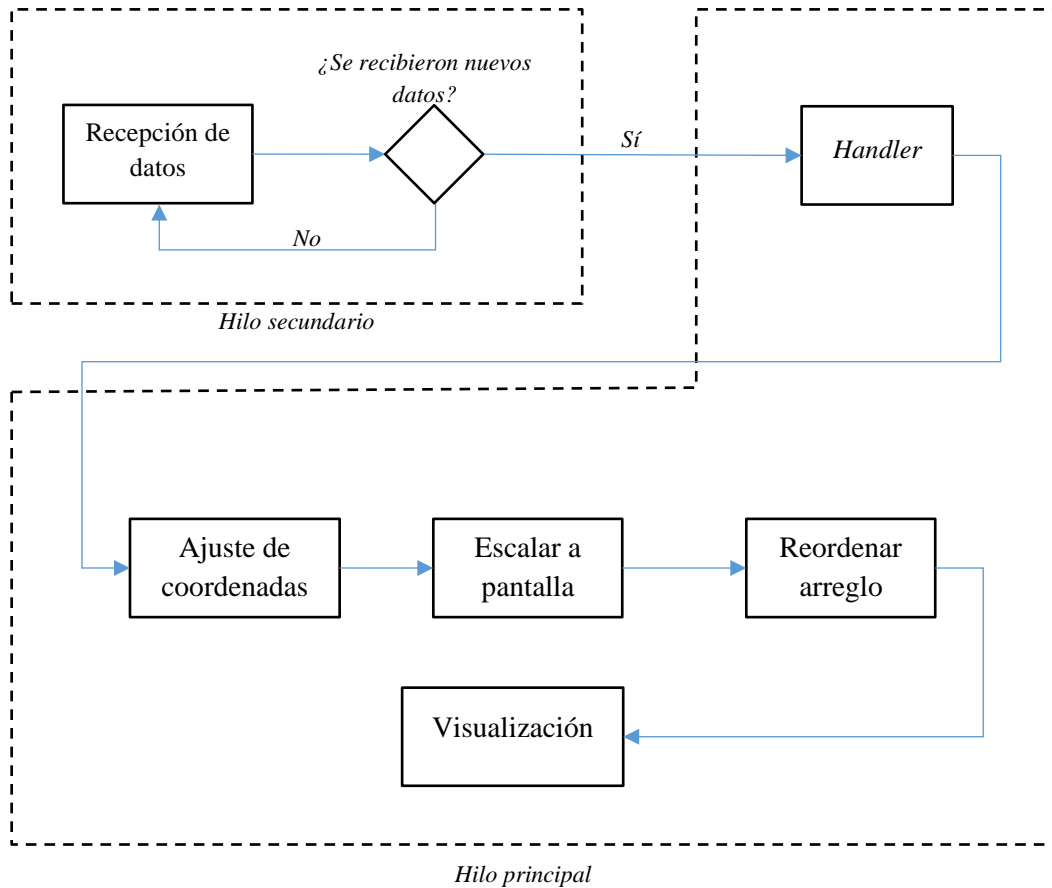 ¿Se recibieron nuevos
datos?
Recepción de
datos
Sí
Handler
No
Hilo secundario
Ajuste de
coordenadas
Escalar a
pantalla
Reordenar
arreglo
Visualización
Hilo principal